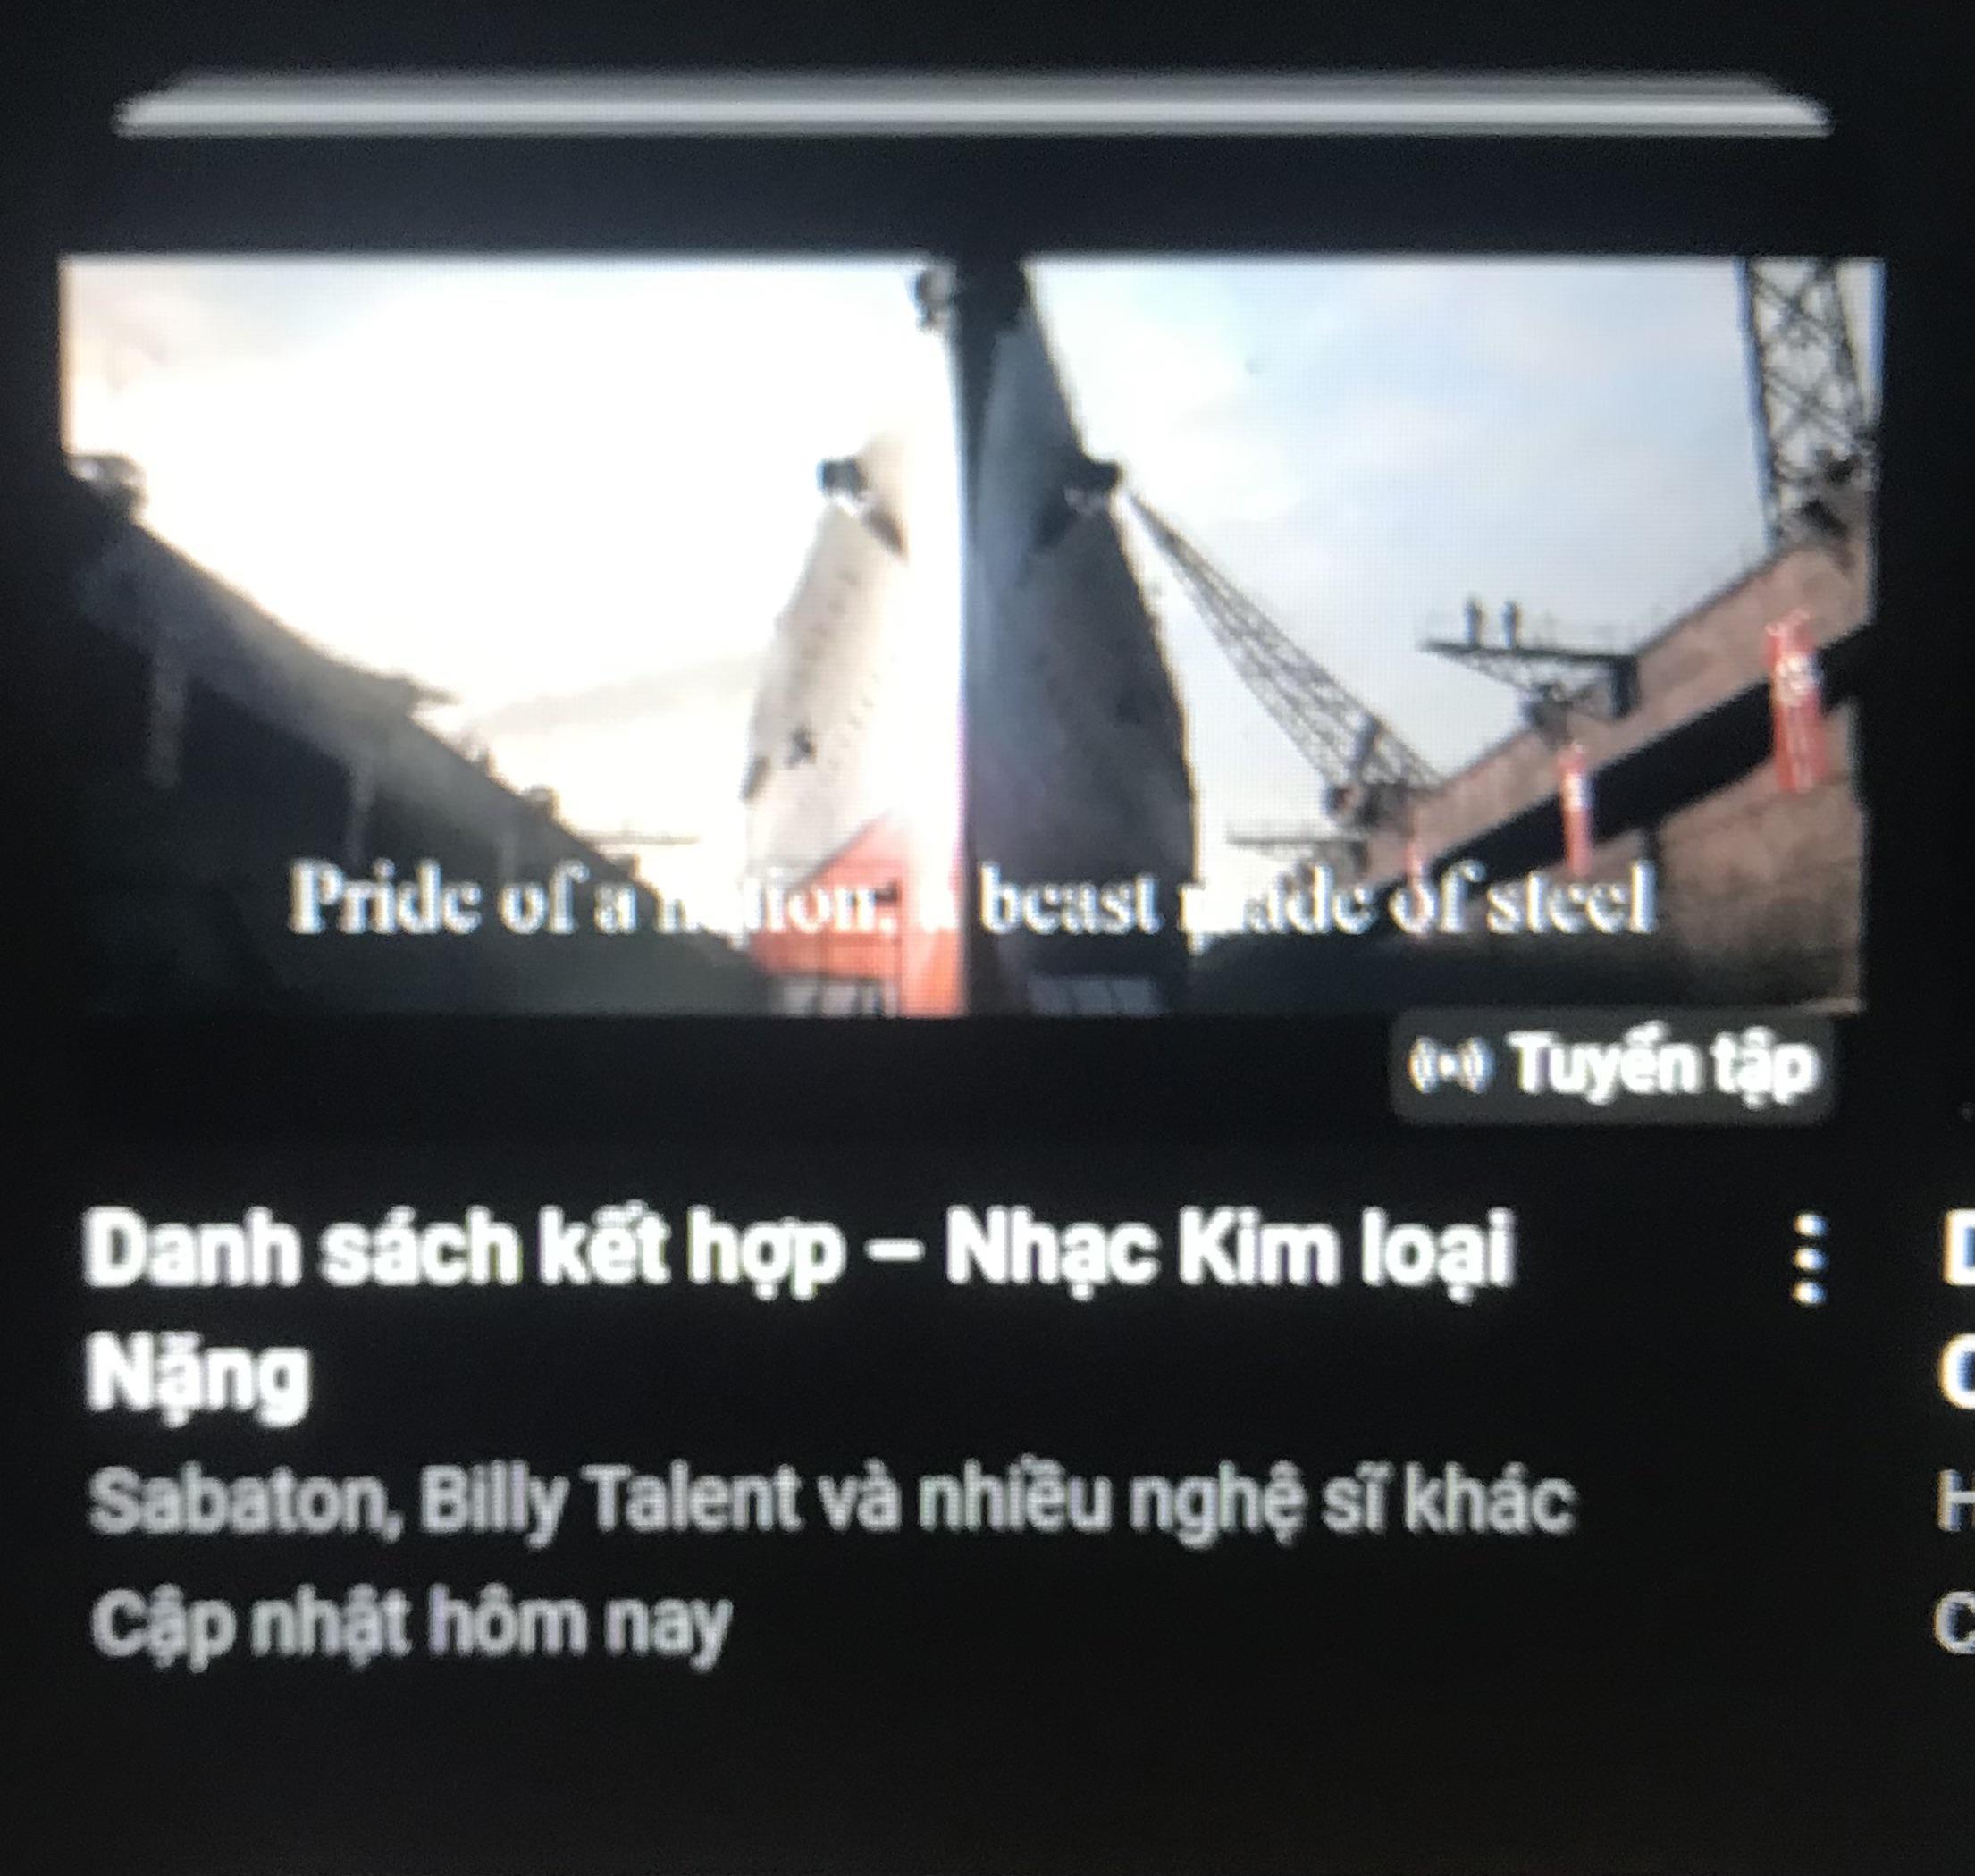 Pride of a nation, a beast made of steel
Tuyển tập
Danh sách kết hợp – Nhạc Kim loại
Nặng
Sabaton, Billy Talent và nhiều nghệ sĩ khác
Cập nhật hôm nay